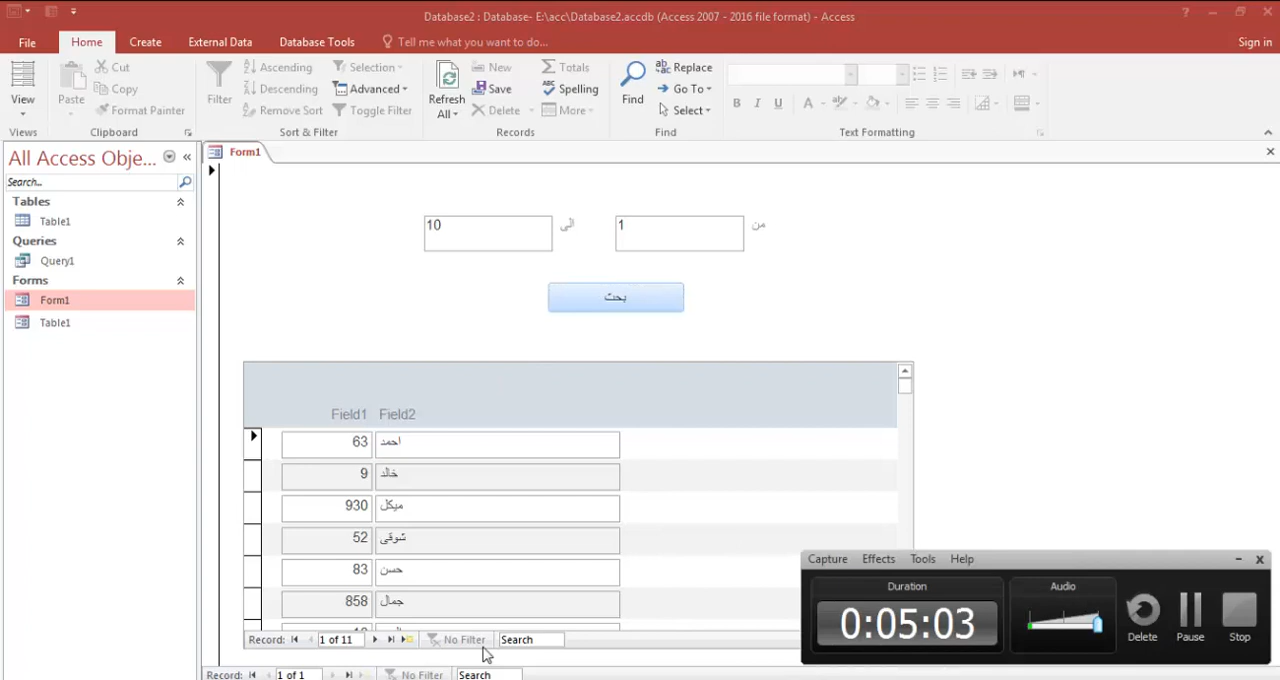 Database2 : Database- E:\acc\Database2.accdb (Access 2007 - 2016 file format) - Access
File Home Create External Data Database Tools Tell me what you want to do... Sign in
View
Views
Paste
Cut
Copy
Format Painter
Clipboard
Filter
Ascending
Descending
Remove Sort
Selection
Advanced
Toggle Filter
Sort & Filter
Refresh All
New
Save
Delete
Totals
Spelling
More
Records
Find
Replace
Go To
Select
Find
B I U A
Text Formatting
All Access Obje...
Search...
Tables
Table1
Queries
Query1
Forms
Form1
Table1
Form1
من 1 الى 10
بحث
Field1 Field2
63 احمد
9 خالد
930 ميكل
52 شوقى
83 حسن
858 جمال
Record: 1 of 11 No Filter Search
Record: 1 of 1 No Filter Search
Capture Effects Tools Help
Duration
0:05:03
Audio
Delete
Pause
Stop